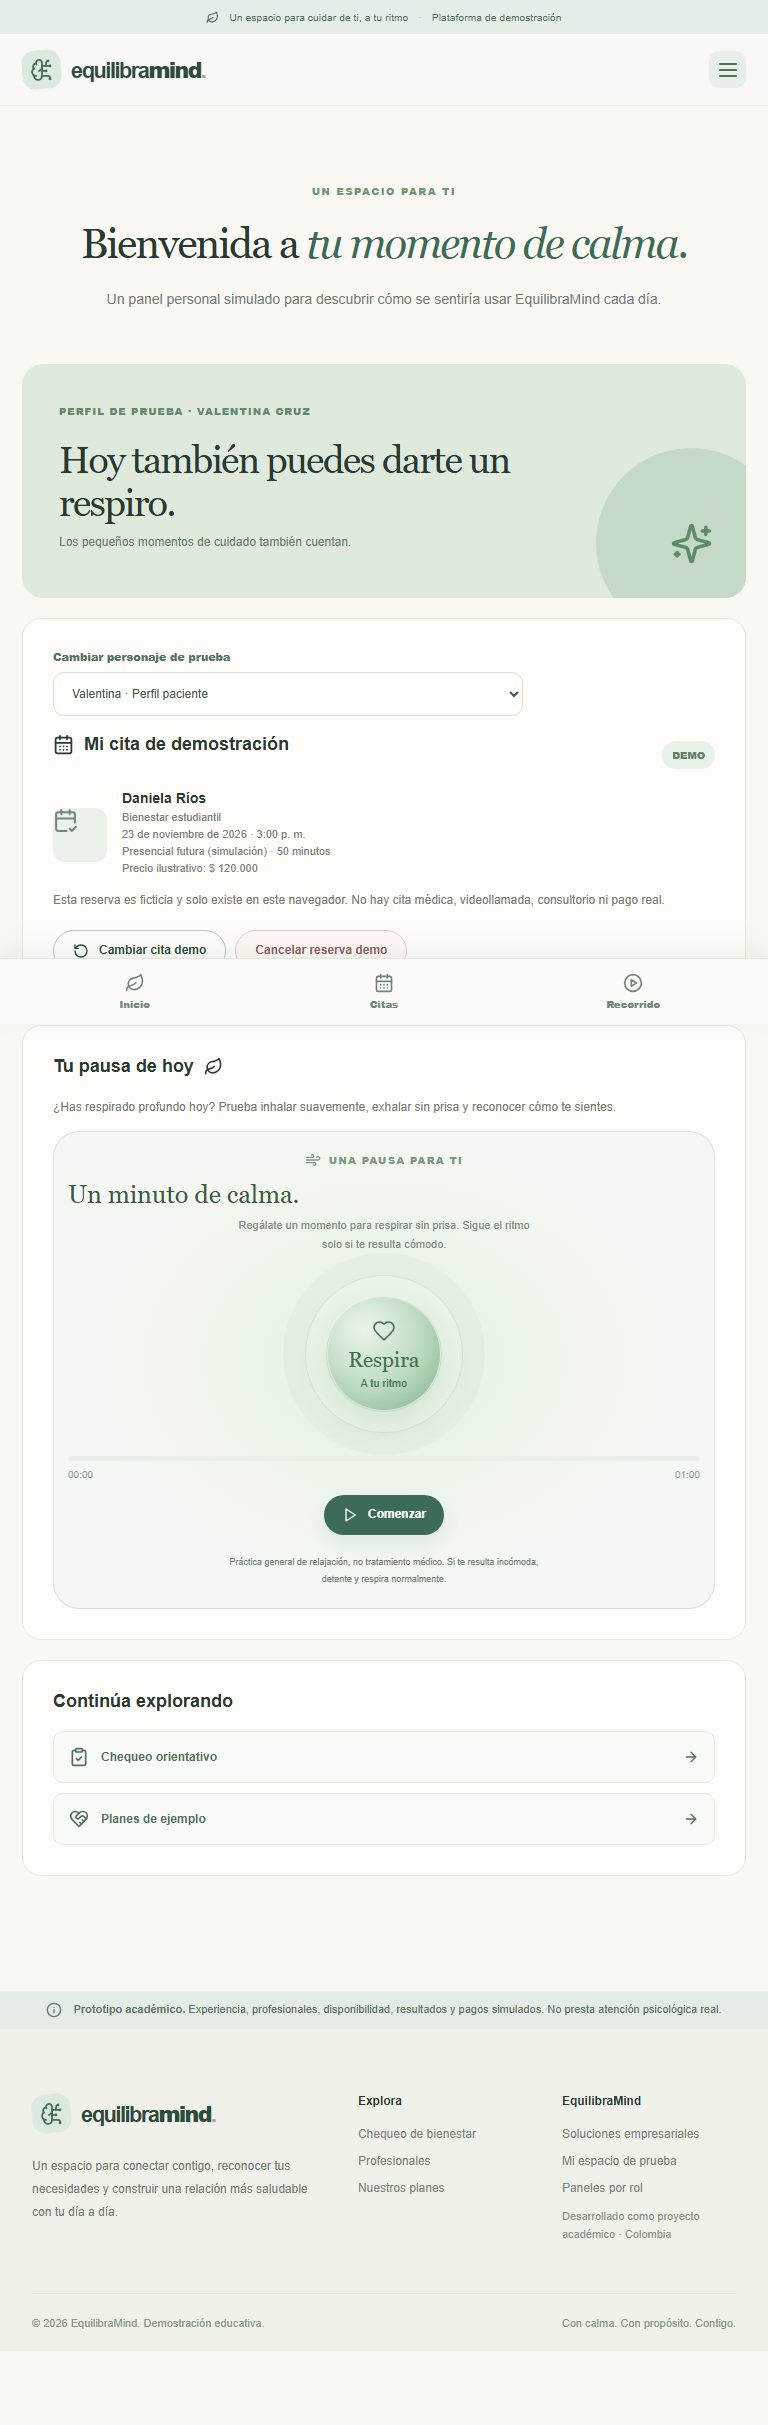 Un espacio para cuidar de ti, a tu ritmo · Plataforma de demostración
equilibramind.
UN ESPACIO PARA TI
Bienvenida a tu momento de calma.
Un panel personal simulado para descubrir cómo se sentiría usar EquilibraMind cada día.
PERFIL DE PRUEBA · VALENTINA CRUZ
Hoy también puedes darte un
respiro.
Los pequeños momentos de cuidado también cuentan.
Cambiar personaje de prueba
Valentina · Perfil paciente
Mi cita de demostración
DEMO
Daniela Ríos
Bienestar estudiantil
23 de noviembre de 2026 · 3:00 p. m.
Presencial futura (simulación) · 50 minutos
Precio ilustrativo: $ 120.000
Esta reserva es ficticia y solo existe en este navegador. No hay cita médica, videollamada, consultorio ni pago real.
Cambiar cita demo
Cancelar reserva demo
Inicio
Citas
Recorrido
Tu pausa de hoy
¿Has respirado profundo hoy? Prueba inhalar suavemente, exhalar sin prisa y reconocer cómo te sientes.
UNA PAUSA PARA TI
Un minuto de calma.
Regálate un momento para respirar sin prisa. Sigue el ritmo
solo si te resulta cómodo.
Respira
A tu ritmo
00:00
01:00
Comenzar
Práctica general de relajación, no tratamiento médico. Si te resulta incómoda,
detente y respira normalmente.
Continúa explorando
Chequeo orientativo
Planes de ejemplo
Prototipo académico. Experiencia, profesionales, disponibilidad, resultados y pagos simulados. No presta atención psicológica real.
equilibramind.
Un espacio para conectar contigo, reconocer tus
necesidades y construir una relación más saludable
con tu día a día.
Explora
Chequeo de bienestar
Profesionales
Nuestros planes
EquilibraMind
Soluciones empresariales
Mi espacio de prueba
Paneles por rol
Desarrollado como proyecto
académico · Colombia
© 2026 EquilibraMind. Demostración educativa.
Con calma. Con propósito. Contigo.